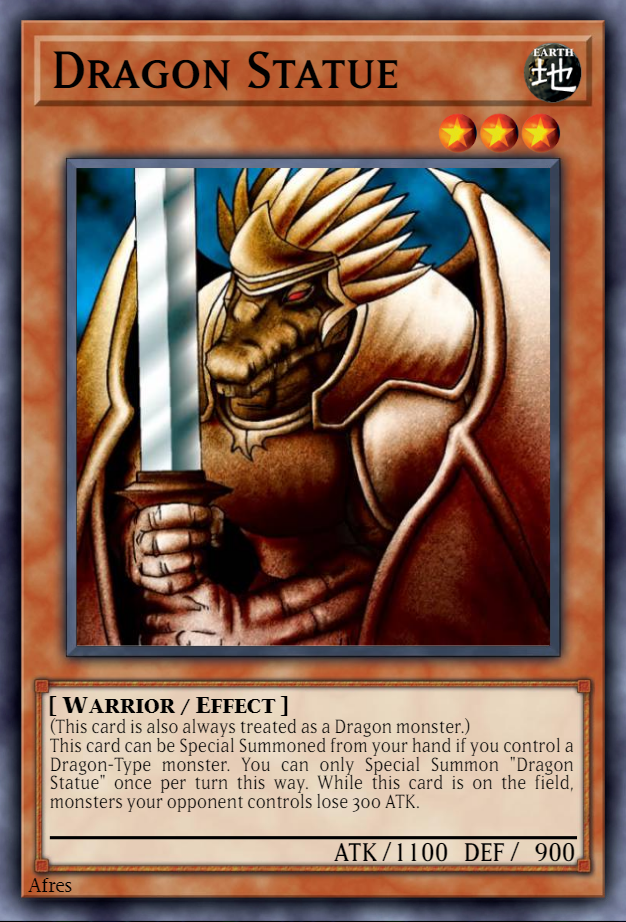 Dragon Statue
EARTH
地
[ Warrior / Effect ]
(This card is also always treated as a Dragon monster.)
This card can be Special Summoned from your hand if you control a
Dragon-Type monster. You can only Special Summon "Dragon
Statue" once per turn this way. While this card is on the field,
monsters your opponent controls lose 300 ATK.
ATK/1100 DEF/ 900
Afres